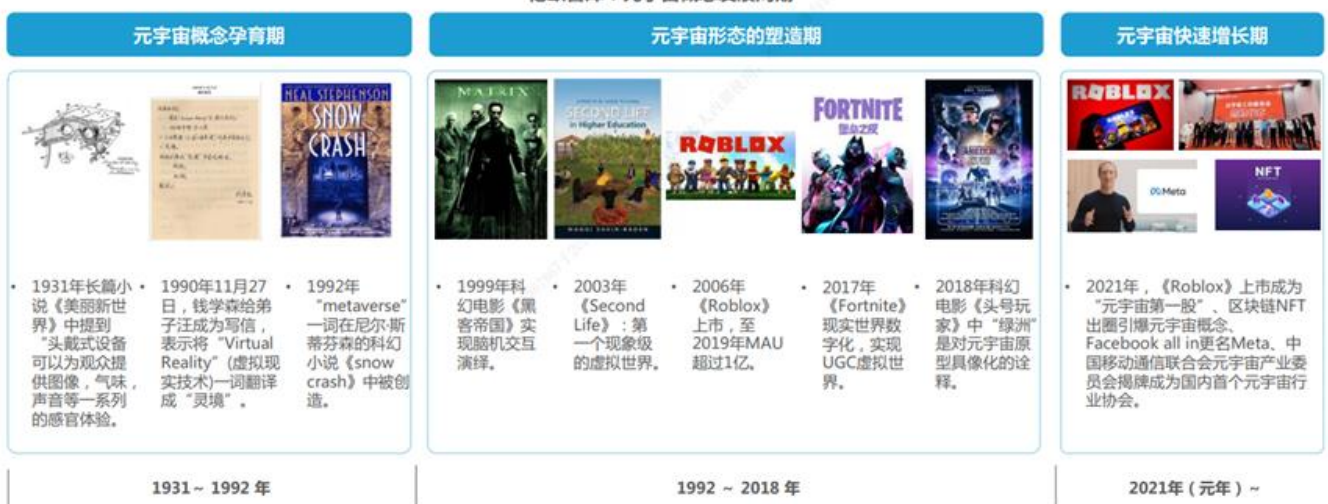 元宇宙概念孕育期
元宇宙形态的塑造期
元宇宙快速增长期
NEAL STEPHENSON
SNOW
CRASH
MATRIX
SECOND LIFE
in Higher Education
MAGGI SAVIN-BADEN
ROBLOX
FORTNITE
堡垒之夜
ROBLOX
Meta
NFT
• 1931年长篇小
说《美丽新世
界》中提到
“头戴式设备
可以为观众提
供图像，气味，
声音等一系列
的感官体验。
• 1990年11月27
日，钱学森给弟
子汪成为写信，
表示将“Virtual
Reality”(虚拟现
实技术)一词翻译
成“灵境”。
• 1992年
“metaverse”
一词在尼尔·斯
蒂芬森的科幻
小说《snow
crash》中被创
造。
• 1999年科
幻电影《黑
客帝国》实
现脑机交互
演绎。
• 2003年
《Second
Life》：第
一个现象级
的虚拟世界。
• 2006年
《Roblox》
上市，至
2019年MAU
超过1亿。
• 2017年
《Fortnite》
现实世界数
字化，实现
UGC虚拟世
界。
• 2018年科幻
电影《头号玩
家》中“绿洲”
是对元宇宙原
型具像化的诠
释。
• 2021年，《Roblox》上市成为
“元宇宙第一股”、区块链NFT
出圈引爆元宇宙概念、
Facebook all in更名Meta、中
国移动通信联合会元宇宙产业委
员会揭牌成为国内首个元宇宙行
业协会。
1931 ~ 1992 年
1992 ~ 2018 年
2021年（元年）~